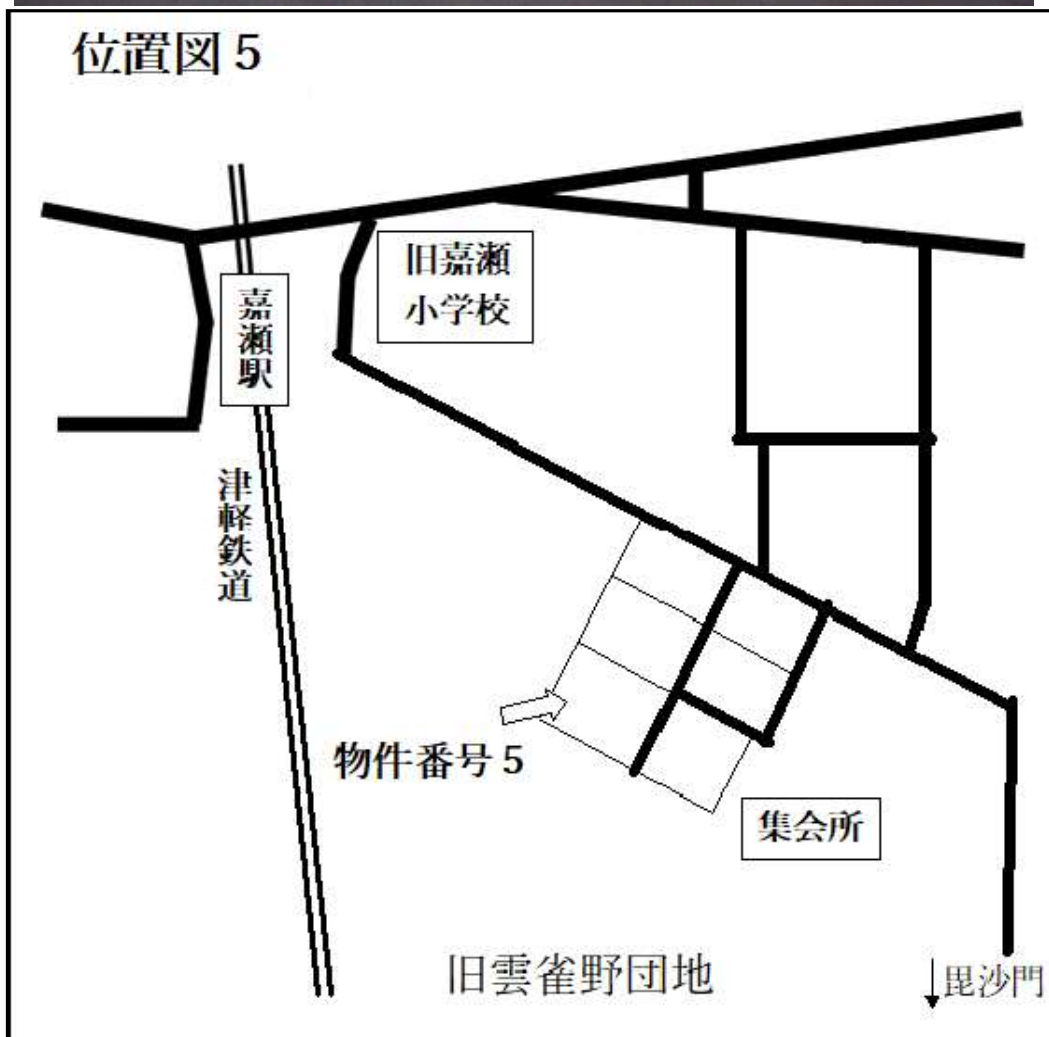 位置図5
旧嘉瀬
小学校
嘉瀬駅
津軽鉄道
物件番号5
集会所
旧雲雀野団地
毘沙門